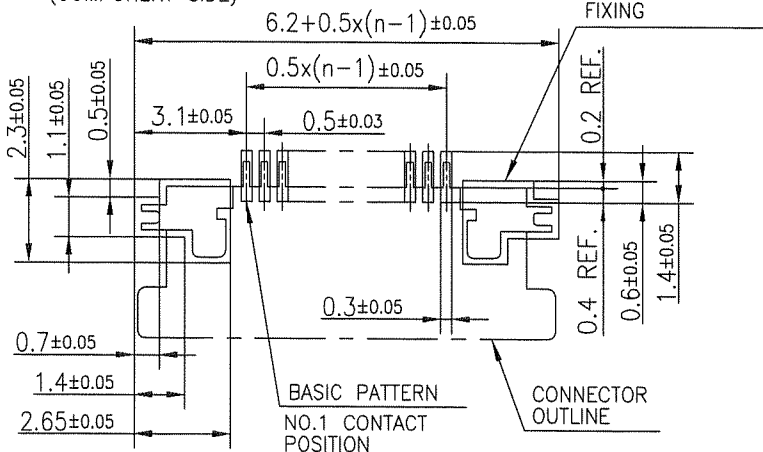 (COMPONENT SIDE)
6.2+0.5x(n-1)±0.05
FIXING
0.5x(n-1)±0.05
3.1±0.05
0.5±0.03
2.3±0.05
1.1±0.05
0.5±0.05
0.2 REF.
0.4 REF.
0.6±0.05
1.4±0.05
0.3±0.05
0.7±0.05
1.4±0.05
2.65±0.05
BASIC PATTERN
NO.1 CONTACT
POSITION
CONNECTOR
OUTLINE